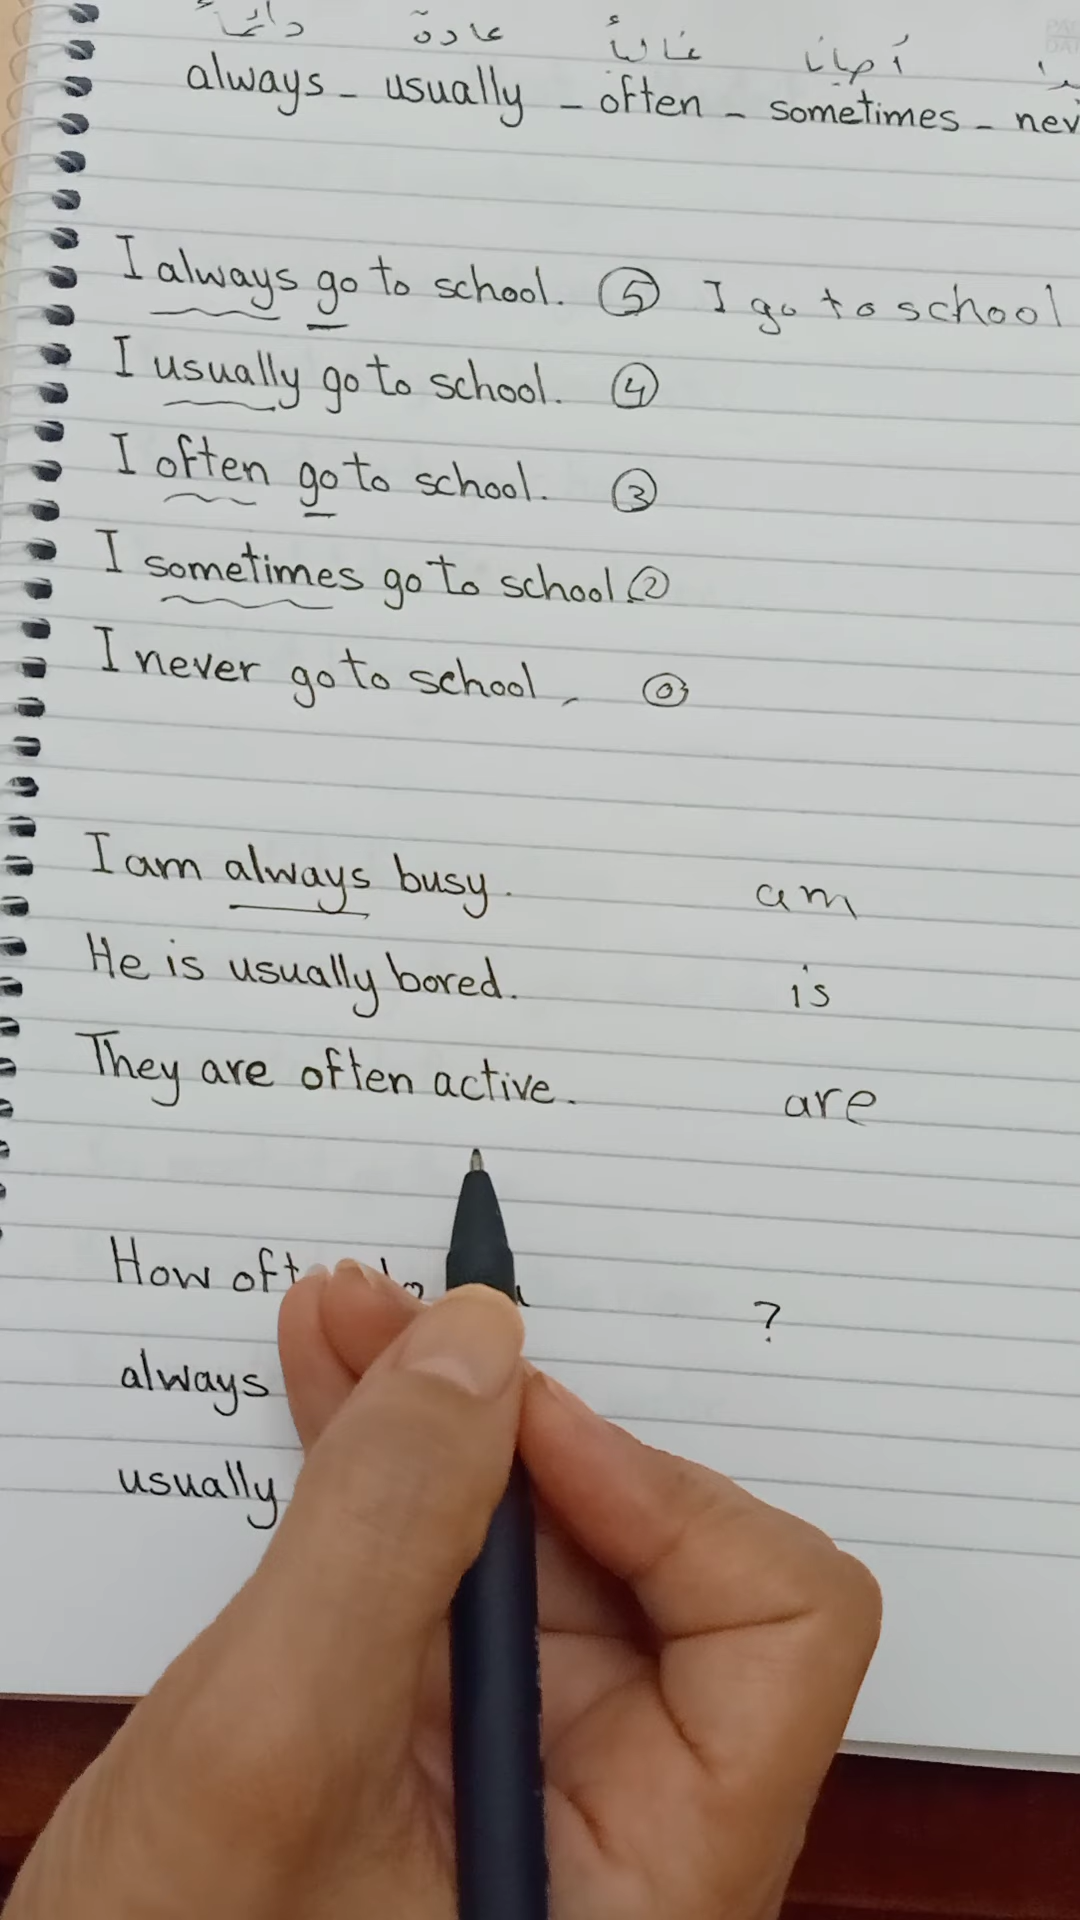 دائماً عادة غالباً أحياناً
always - usually - often - sometimes - nev
I always go to school. 5 I go to school
I usually go to school. 4
I often go to school. 3
I sometimes go to school. 2
I never go to school. 0
I am always busy. am
He is usually bored. is
They are often active. are
How oft ?
always
usually